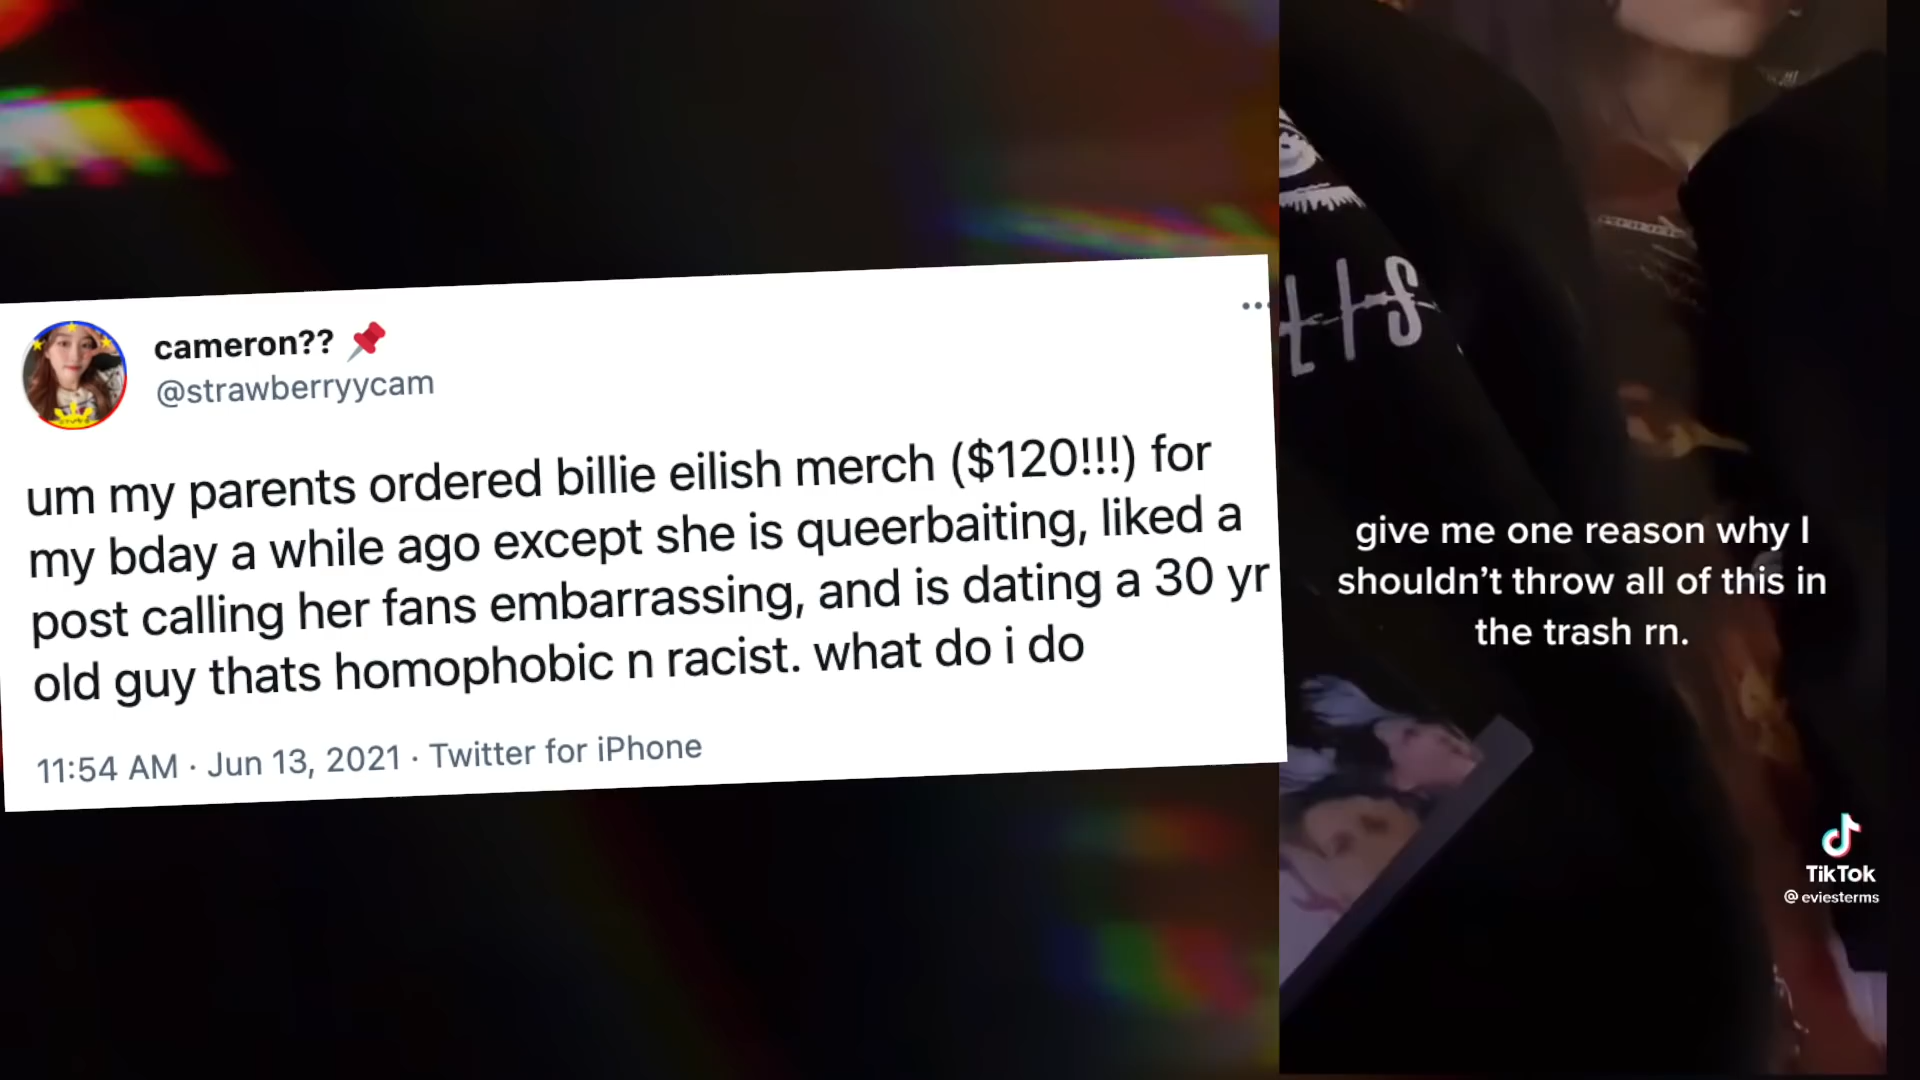 cameron?? 📌
@strawberryycam
um my parents ordered billie eilish merch ($120!!!) for
my bday a while ago except she is queerbaiting, liked a
post calling her fans embarrassing, and is dating a 30 yr
old guy thats homophobic n racist. what do i do
11:54 AM · Jun 13, 2021 · Twitter for iPhone
give me one reason why I
shouldn't throw all of this in
the trash rn.
TikTok
@eviesterms